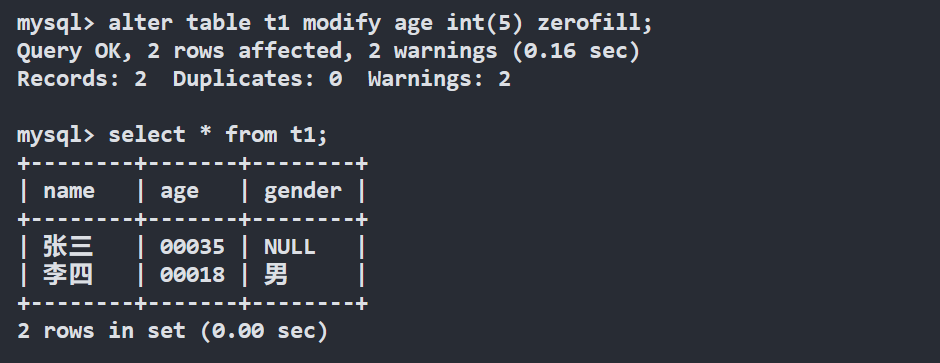 mysql> alter table t1 modify age int(5) zerofill;
Query OK, 2 rows affected, 2 warnings (0.16 sec)
Records: 2  Duplicates: 0  Warnings: 2

mysql> select * from t1;
+--------+-------+--------+
| name   | age   | gender |
+--------+-------+--------+
| 张三   | 00035 | NULL   |
| 李四   | 00018 | 男     |
+--------+-------+--------+
2 rows in set (0.00 sec)